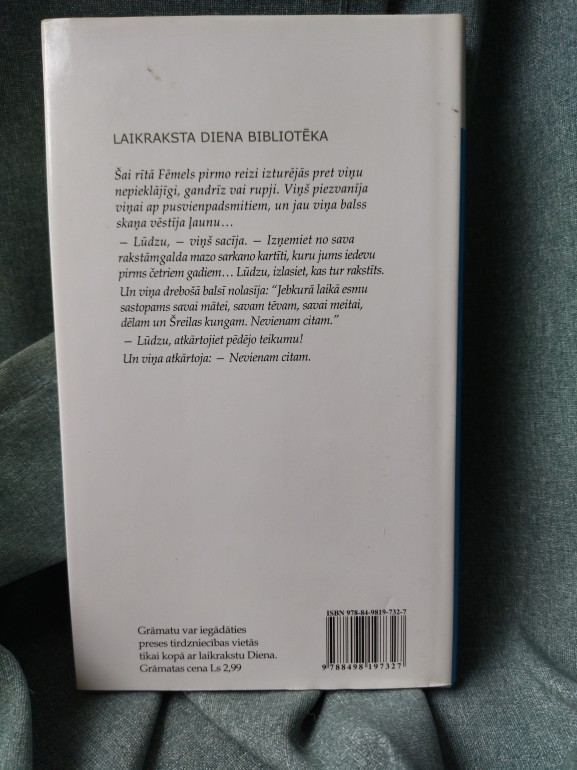 LAIKRAKSTA DIENA BIBLIOTĒKA
Šai rītā Fēmels pirmo reizi izturējās pret viņu
nepieklājīgi, gandrīz vai rupji. Viņš piezvanīja
viņai ap pusvienpadsmitiem, un jau viņa balss
skaņa vēstīja ļaunu…
— Lūdzu, — viņš sacīja. — Izņemiet no sava
rakstāmgalda mazo sarkano kartīti, kuru jums iedevu
pirms četriem gadiem… Lūdzu, izlasiet, kas tur rakstīts.
Un viņa drebošā balsī nolasīja: “Jebkurā laikā esmu
sastopams savai mātei, savam tēvam, savai meitai,
dēlam un Šreilas kungam. Nevienam citam.”
— Lūdzu, atkārtojiet pēdējo teikumu!
Un viņa atkārtoja: — Nevienam citam.
Grāmatu var iegādāties
preses tirdzniecības vietās
tikai kopā ar laikrakstu Diena.
Grāmatas cena Ls 2,99
ISBN 978-84-9819-732-7
9 788498 197327